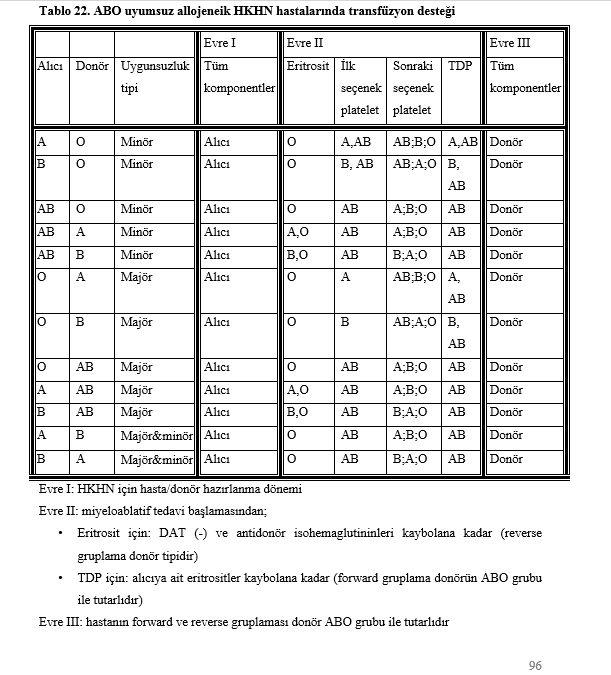 Tablo 22. ABO uyumsuz allojeneik HKHN hastalarında transfüzyon desteği
Evre I Evre II Evre III
Alıcı Donör Uygunsuzluk tipi Tüm komponentler Eritrosit İlk seçenek platelet Sonraki seçenek platelet TDP Tüm komponentler
A O Minör Alıcı O A,AB AB;B;O A,AB Donör
B O Minör Alıcı O B, AB AB;A;O B, AB Donör
AB O Minör Alıcı O AB A;B;O AB Donör
AB A Minör Alıcı A,O AB A;B;O AB Donör
AB B Minör Alıcı B,O AB B;A;O AB Donör
O A Majör Alıcı O A AB;B;O A, AB Donör
O B Majör Alıcı O B AB;A;O B, AB Donör
O AB Majör Alıcı O AB A;B;O AB Donör
A AB Majör Alıcı A,O AB A;B;O AB Donör
B AB Majör Alıcı B,O AB B;A;O AB Donör
A B Majör&minör Alıcı O AB A;B;O AB Donör
B A Majör&minör Alıcı O AB B;A;O AB Donör
Evre I: HKHN için hasta/donör hazırlanma dönemi
Evre II: miyeloablatif tedavi başlamasından;
• Eritrosit için: DAT (-) ve antidonör isohemaglutininleri kaybolana kadar (reverse
gruplama donör tipidir)
• TDP için: alıcıya ait eritrositler kaybolana kadar (forward gruplama donörün ABO grubu
ile tutarlıdır)
Evre III: hastanın forward ve reverse gruplaması donör ABO grubu ile tutarlıdır
96